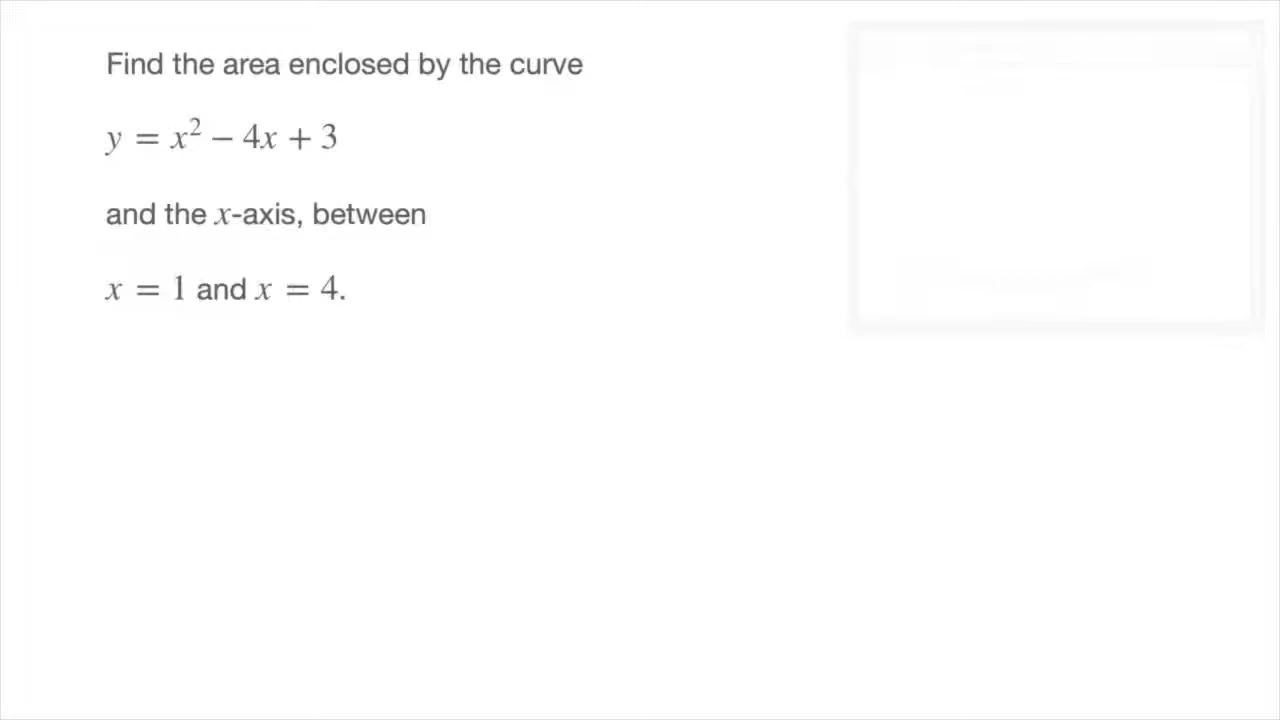 Find the area enclosed by the curve
y = x² − 4x + 3
and the x-axis, between
x = 1 and x = 4.